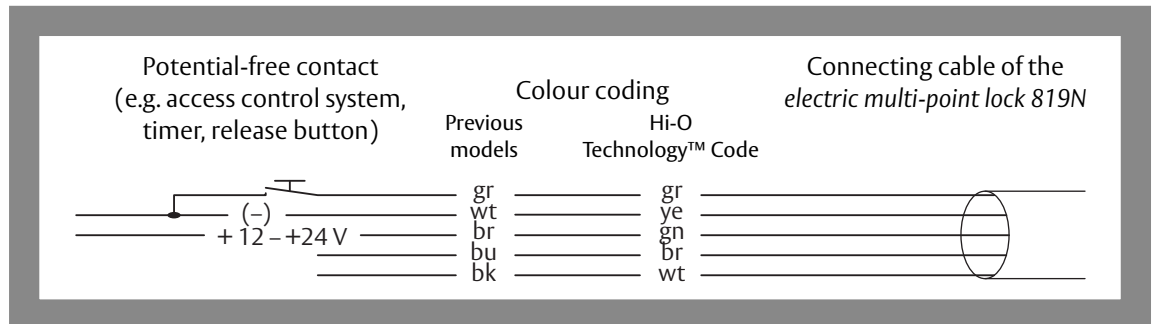 Potential-free contact
(e.g. access control system,
timer, release button)
Colour coding
Previous
models
Hi-O
Technology™ Code
Connecting cable of the
electric multi-point lock 819N
gr gr
(–) wt ye
+ 12 – +24 V br gn
bu br
bk wt